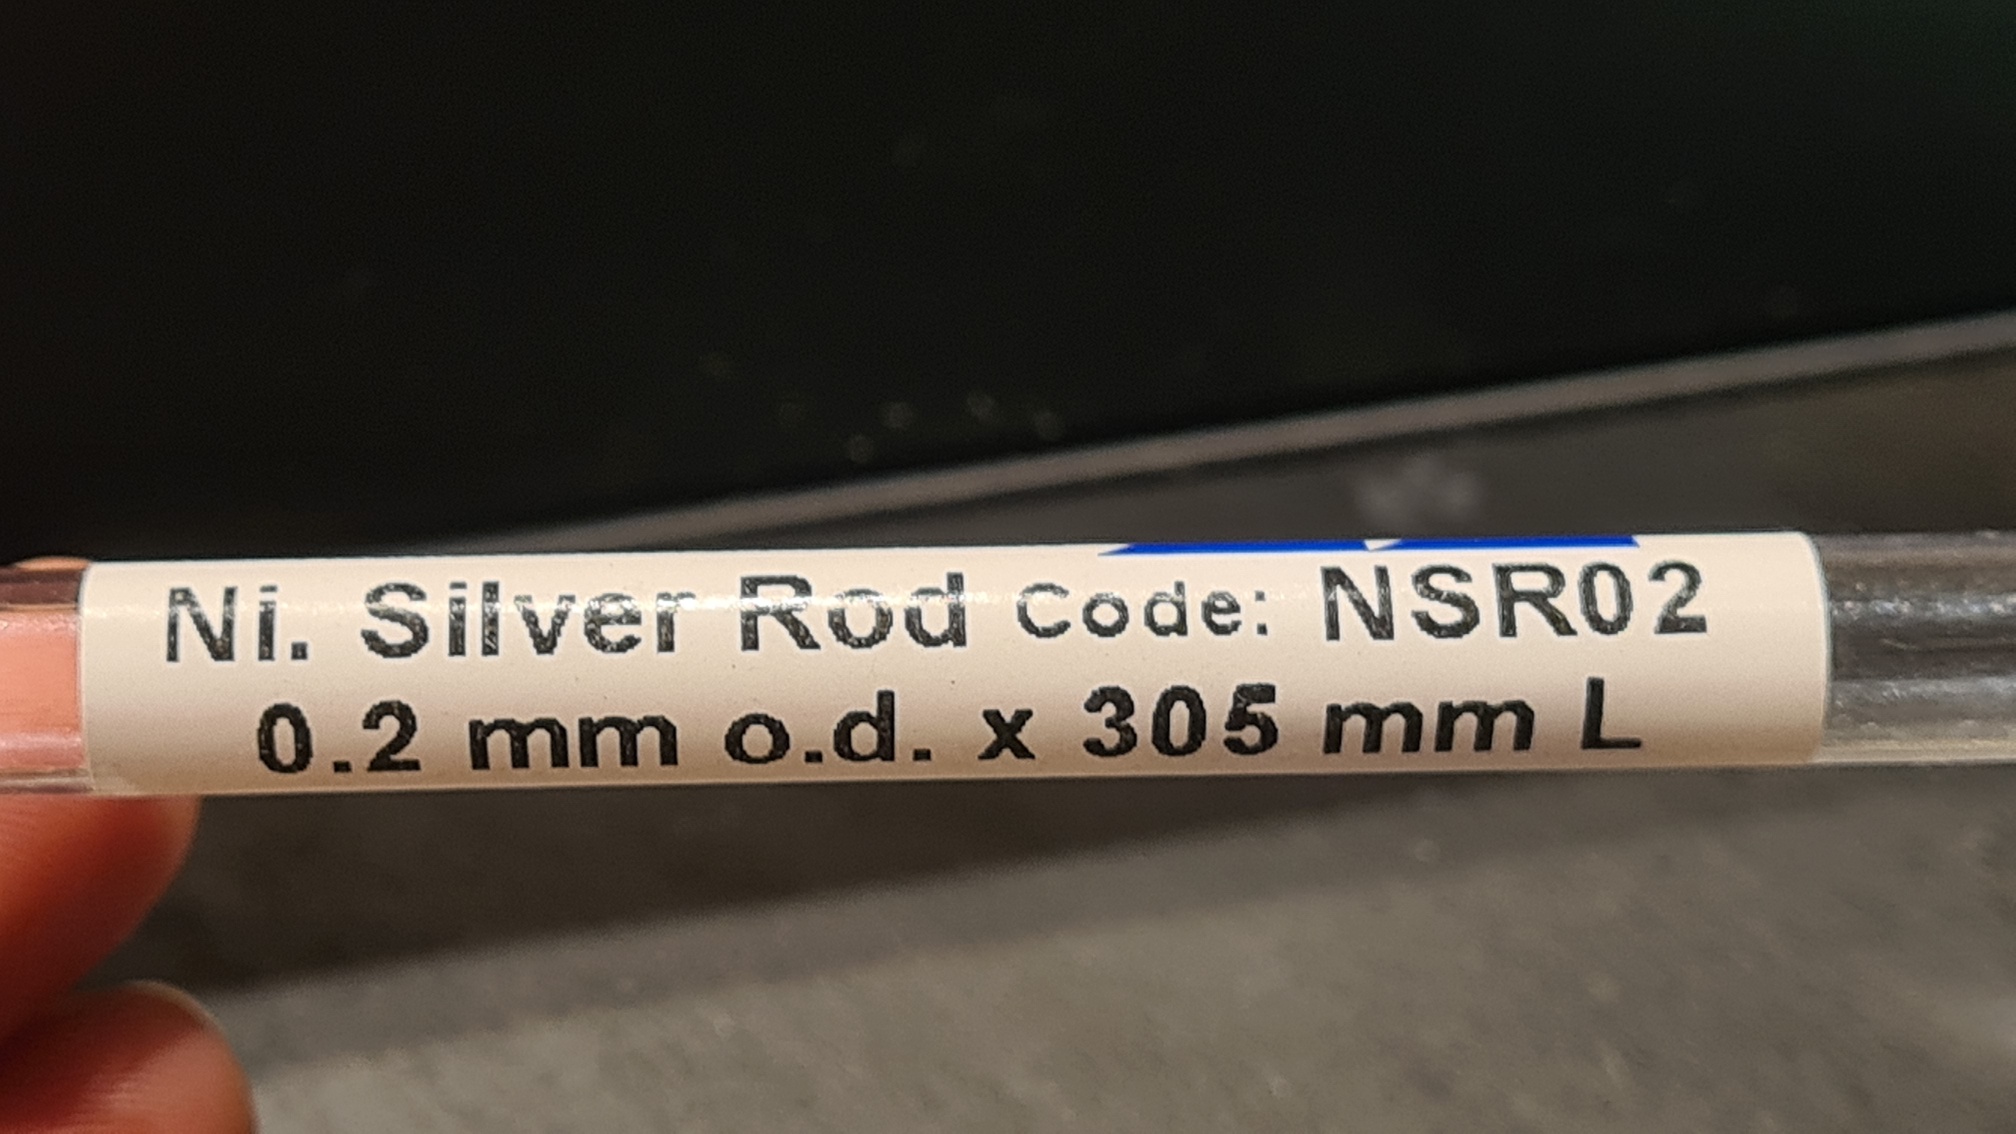 Ni. Silver Rod Code: NSR02
0.2 mm o.d. x 305 mm L